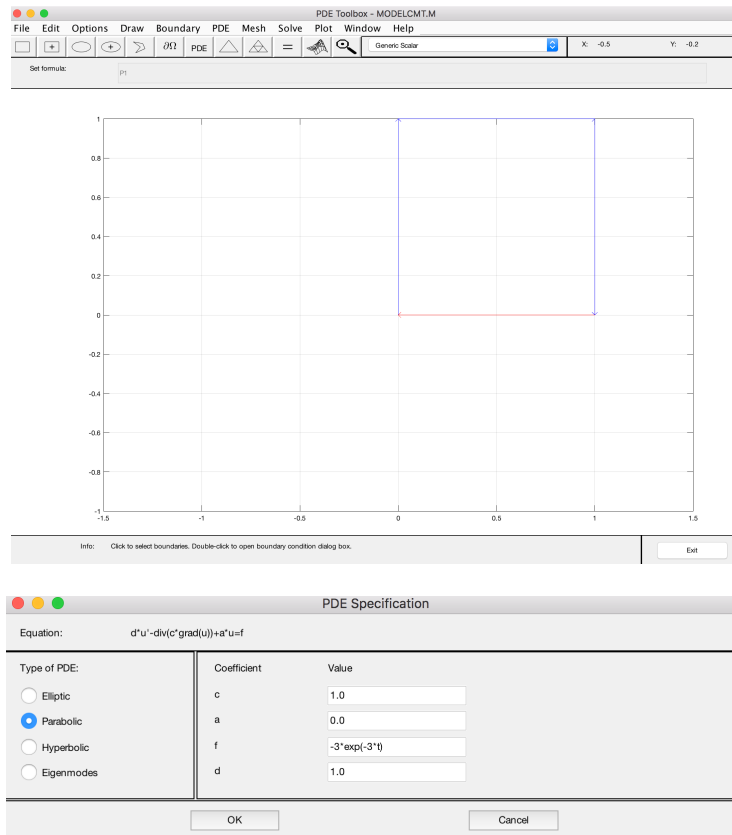 PDE Toolbox - MODELCMT.M
File Edit Options Draw Boundary PDE Mesh Solve Plot Window Help
∂Ω PDE = Generic Scalar X: -0.5 Y: -0.2
Set formula: P1
1
0.8
0.6
0.4
0.2
0
-0.2
-0.4
-0.6
-0.8
-1
-1.5 -1 -0.5 0 0.5 1 1.5
Info: Click to select boundaries. Double-click to open boundary condition dialog box.
Exit
PDE Specification
Equation: d*u'-div(c*grad(u))+a*u=f
Type of PDE: Coefficient Value
Elliptic c 1.0
Parabolic a 0.0
Hyperbolic f -3*exp(-3*t)
Eigenmodes d 1.0
OK Cancel